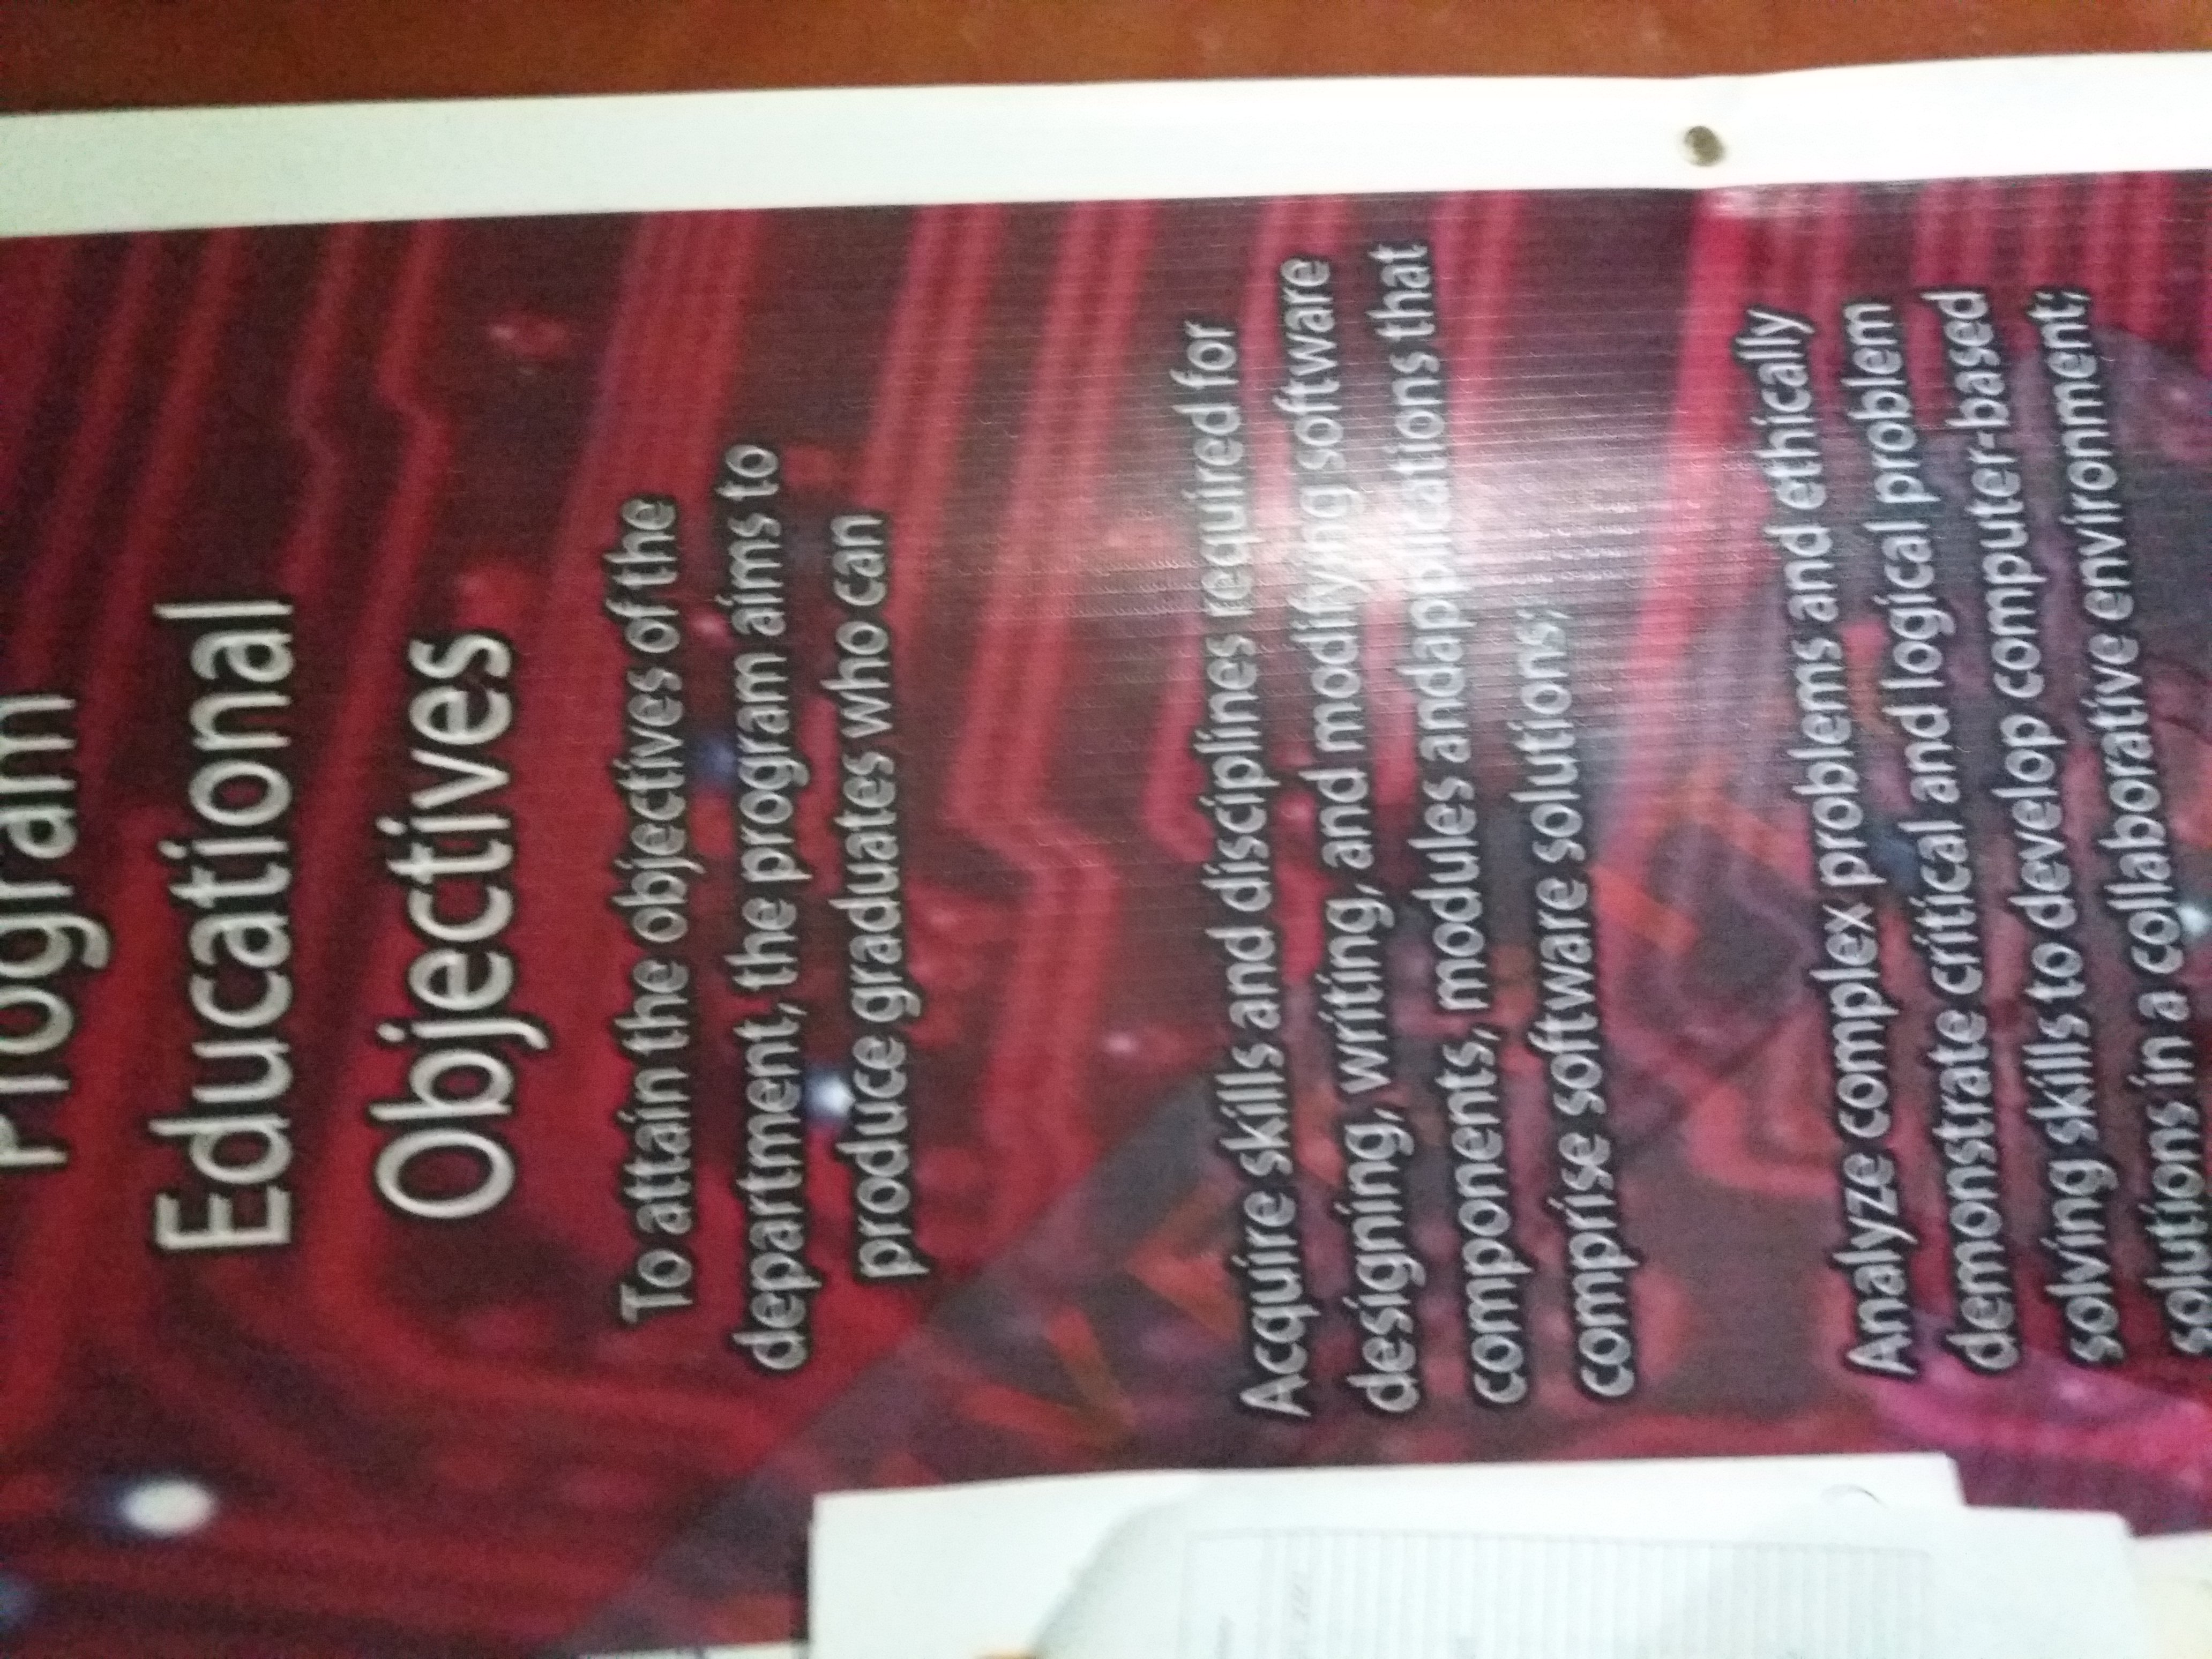 Program
Educational
Objectives
To attain the objectives of the
department, the program aims to
produce graduates who can
Acquire skills and disciplines required for
designing, writing, and modifying software
components, modules andapplications that
comprise software solutions;
Analyze complex problems and ethically
demonstrate critical and logical problem
solving skills to develop computer-based
solutions in a collaborative environment;